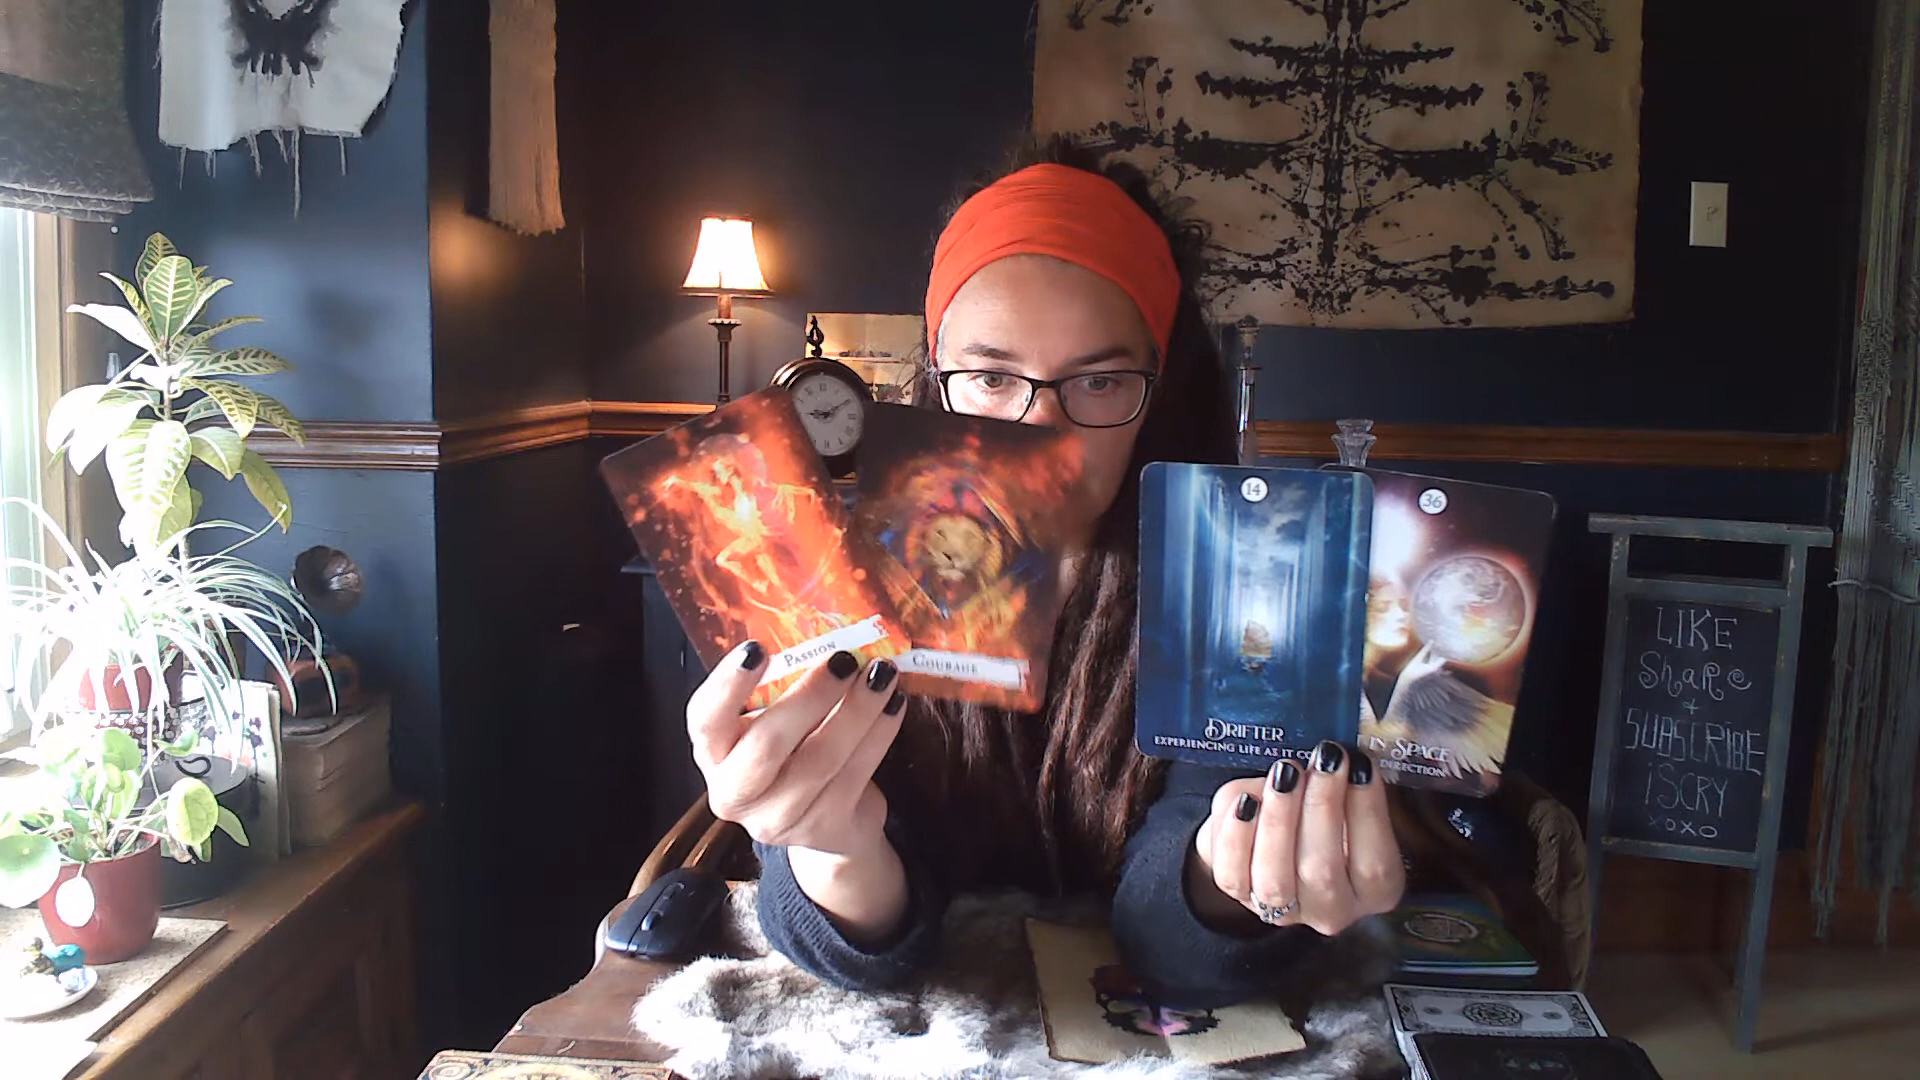 PASSION
COURAGE
14
DRIFTER
EXPERIENCING LIFE AS IT CO
36
IN SPACE
DIRECTION
LIKE
ShaRe
+
SUBSCRIBE
iSCRY
XOXO